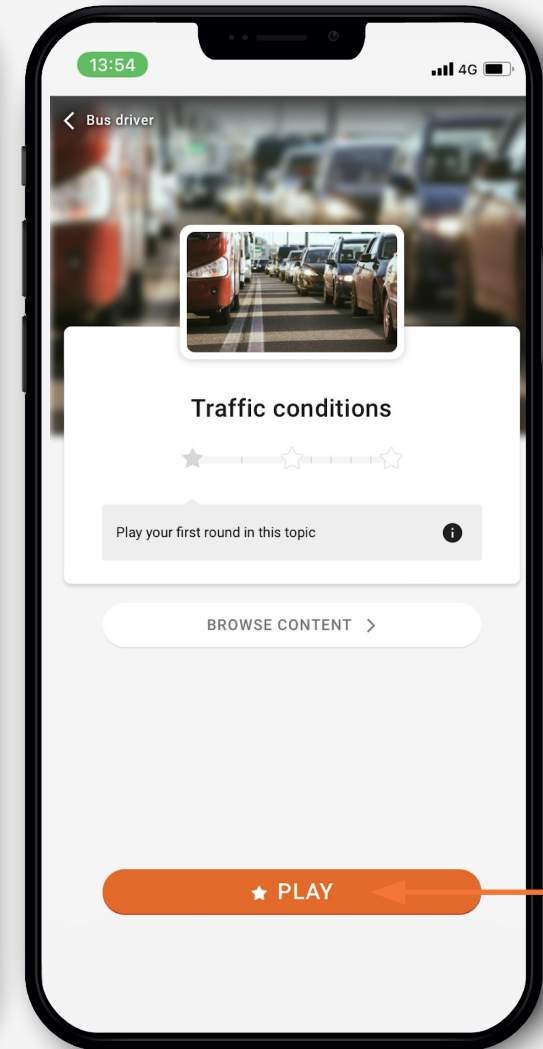 13:54
4G
Bus driver
Traffic conditions
Play your first round in this topic
BROWSE CONTENT
PLAY